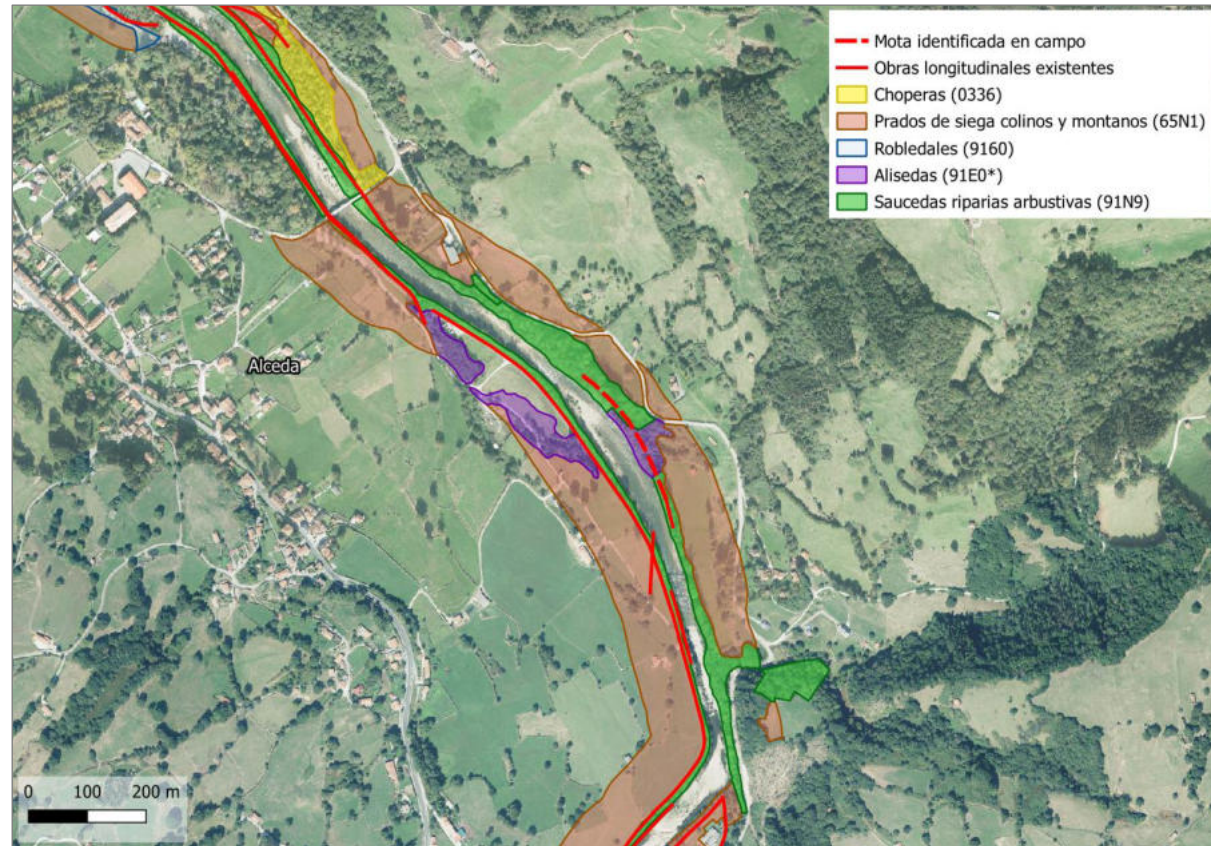 Mota identificada en campo
Obras longitudinales existentes
Choperas (0336)
Prados de siega colinos y montanos (65N1)
Robledales (9160)
Alisedas (91E0*)
Saucedas riparias arbustivas (91N9)
Alceda
0 100 200 m